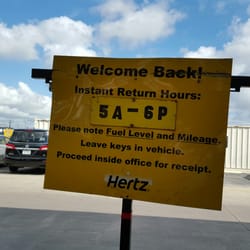 Welcome Back!
Instant Return Hours:
5A-6P
Please note Fuel Level and Mileage.
Leave keys in vehicle.
Proceed inside office for receipt.
Hertz